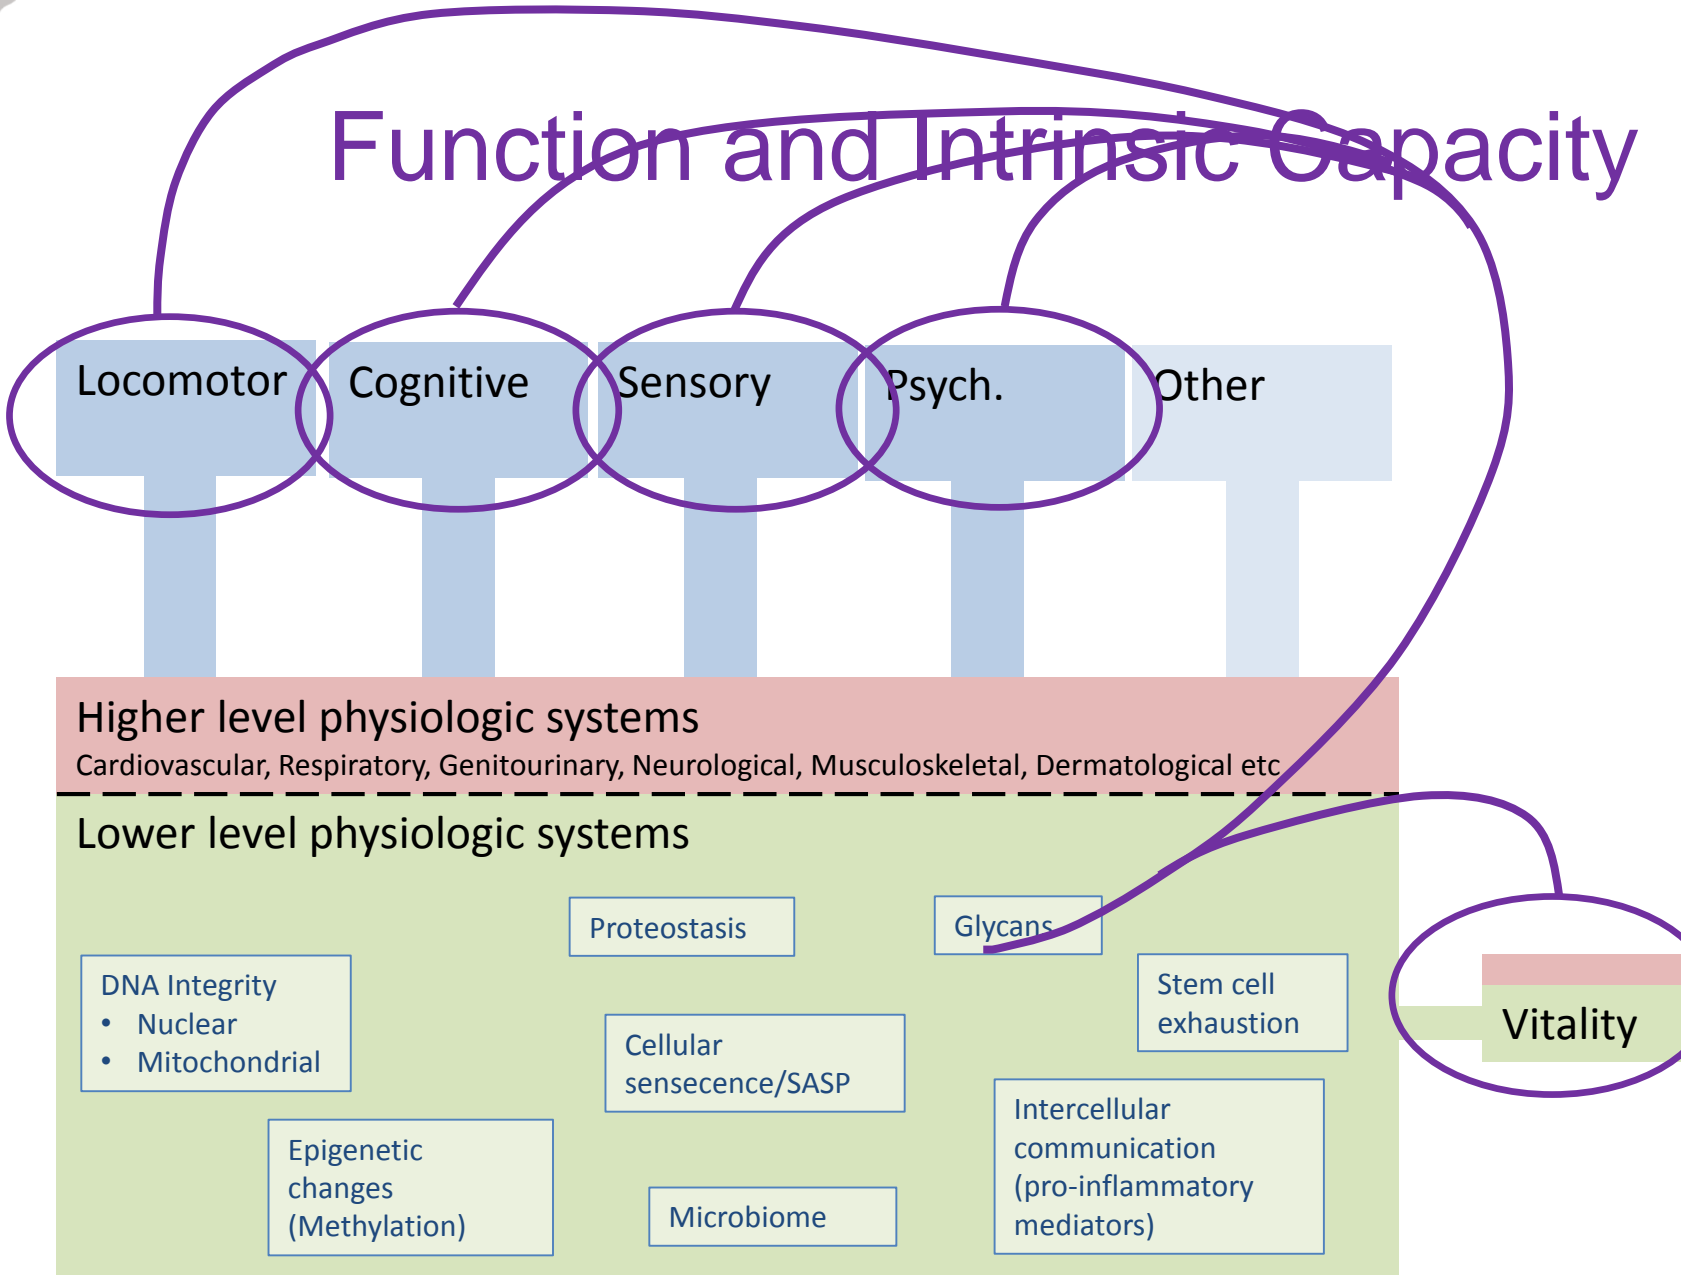 Function and Intrinsic Capacity
Locomotor
Cognitive
Sensory
Psych.
Other
Higher level physiologic systems
Cardiovascular, Respiratory, Genitourinary, Neurological, Musculoskeletal, Dermatological etc
Lower level physiologic systems
Proteostasis
Glycans
DNA Integrity
• Nuclear
• Mitochondrial
Stem cell
exhaustion
Cellular
sensecence/SASP
Vitality
Epigenetic
changes
(Methylation)
Microbiome
Intercellular
communication
(pro-inflammatory
mediators)